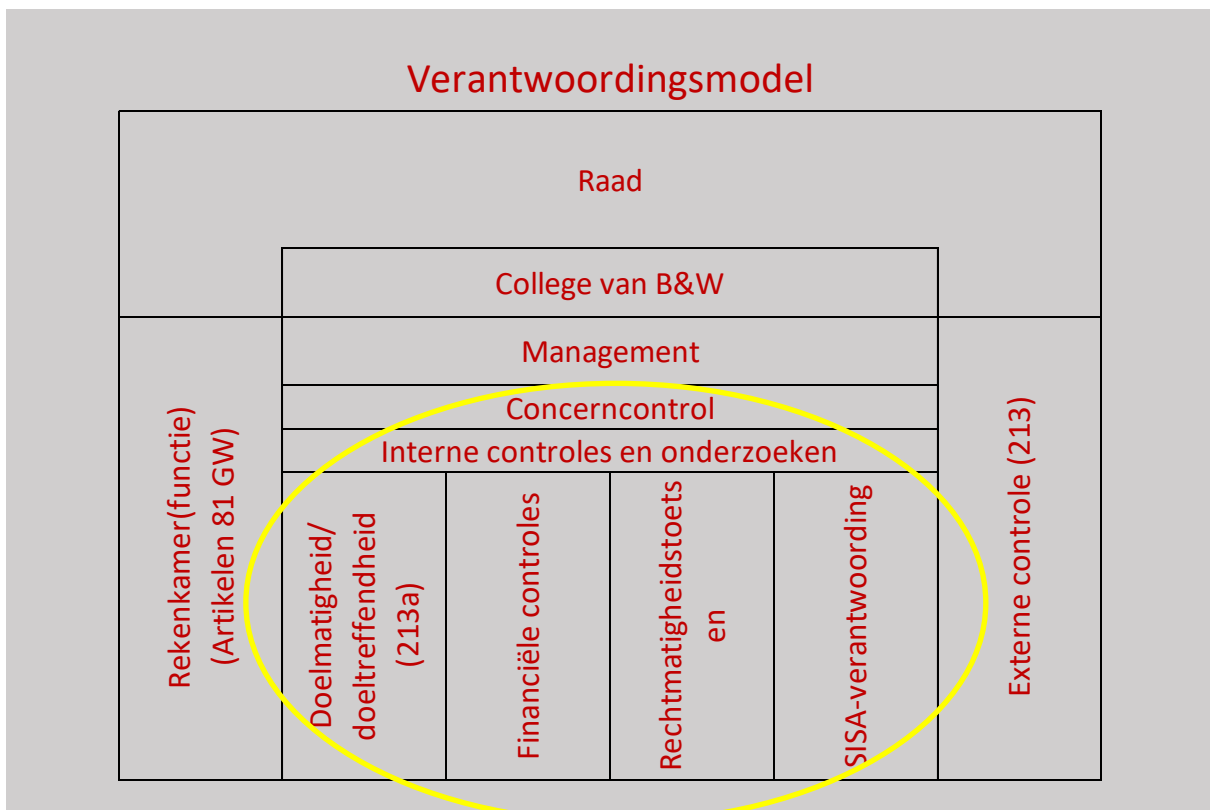 Verantwoordingsmodel
Raad
College van B&W
Management
Concerncontrol
Interne controles en onderzoeken
Rekenkamer(functie)
(Artikelen 81 GW)
Doelmatigheid/
doeltreffendheid
(213a)
Financiële controles
Rechtmatigheidstoets
en
SISA-verantwoording
Externe controle (213)